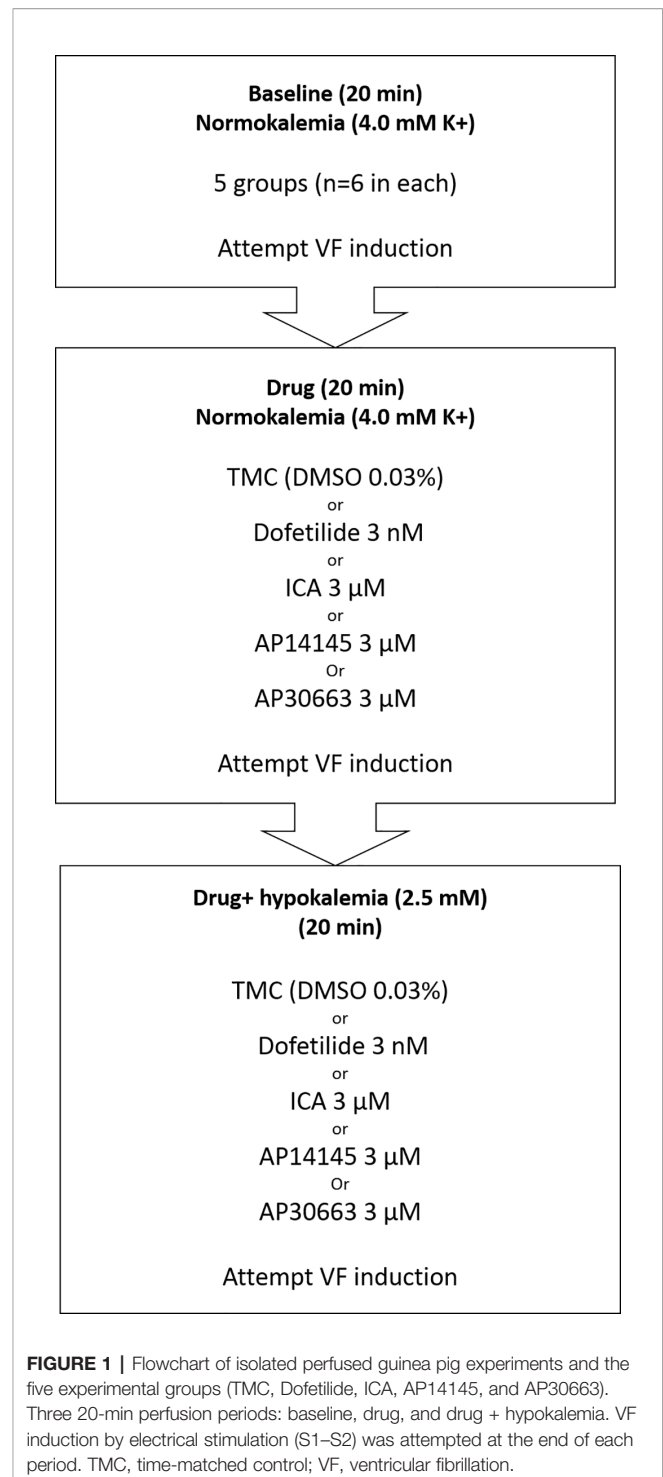 Baseline (20 min)
Normokalemia (4.0 mM K+)
5 groups (n=6 in each)
Attempt VF induction
Drug (20 min)
Normokalemia (4.0 mM K+)
TMC (DMSO 0.03%)
or
Dofetilide 3 nM
or
ICA 3 µM
or
AP14145 3 µM
Or
AP30663 3 µM
Attempt VF induction
Drug+ hypokalemia (2.5 mM)
(20 min)
TMC (DMSO 0.03%)
or
Dofetilide 3 nM
or
ICA 3 µM
or
AP14145 3 µM
Or
AP30663 3 µM
Attempt VF induction
FIGURE 1 | Flowchart of isolated perfused guinea pig experiments and the
five experimental groups (TMC, Dofetilide, ICA, AP14145, and AP30663).
Three 20-min perfusion periods: baseline, drug, and drug + hypokalemia. VF
induction by electrical stimulation (S1–S2) was attempted at the end of each
period. TMC, time-matched control; VF, ventricular fibrillation.